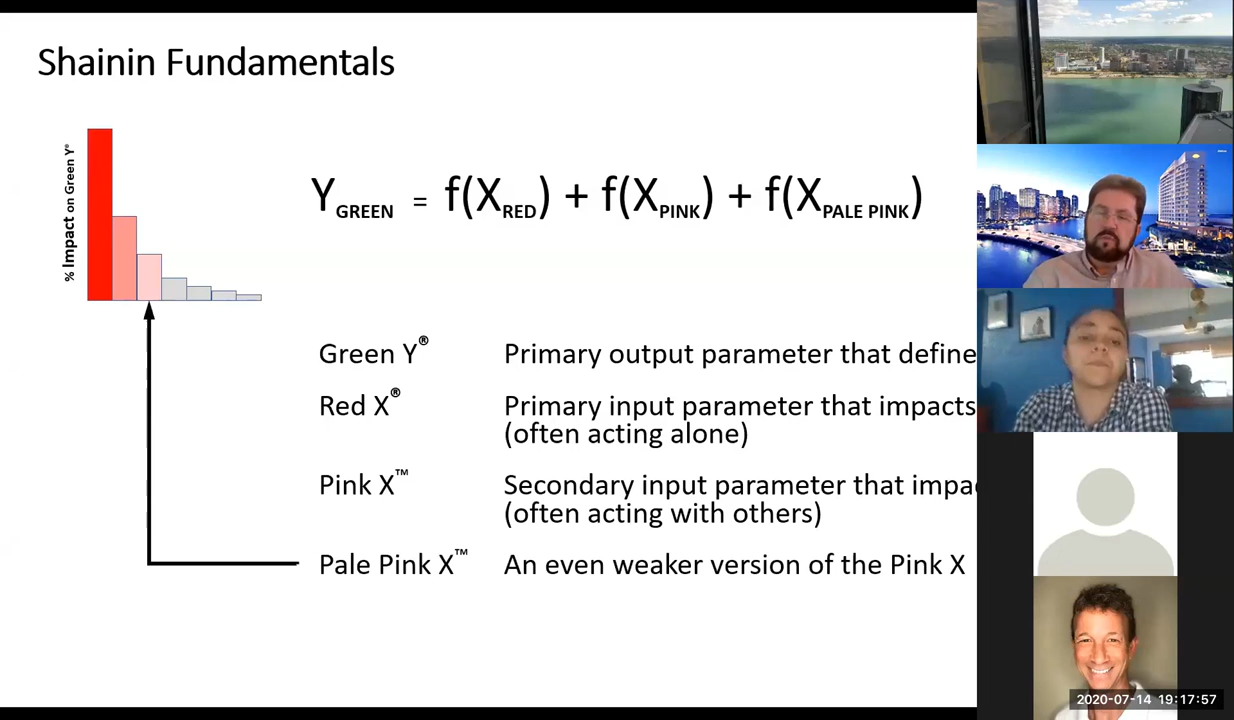 Shainin Fundamentals
% Impact on Green Y®
Y GREEN = f(X RED) + f(X PINK) + f(X PALE PINK)
Green Y® Primary output parameter that define
Red X® Primary input parameter that impacts
(often acting alone)
Pink X™ Secondary input parameter that impa
(often acting with others)
Pale Pink X™ An even weaker version of the Pink X
2020-07-14 19:17:57